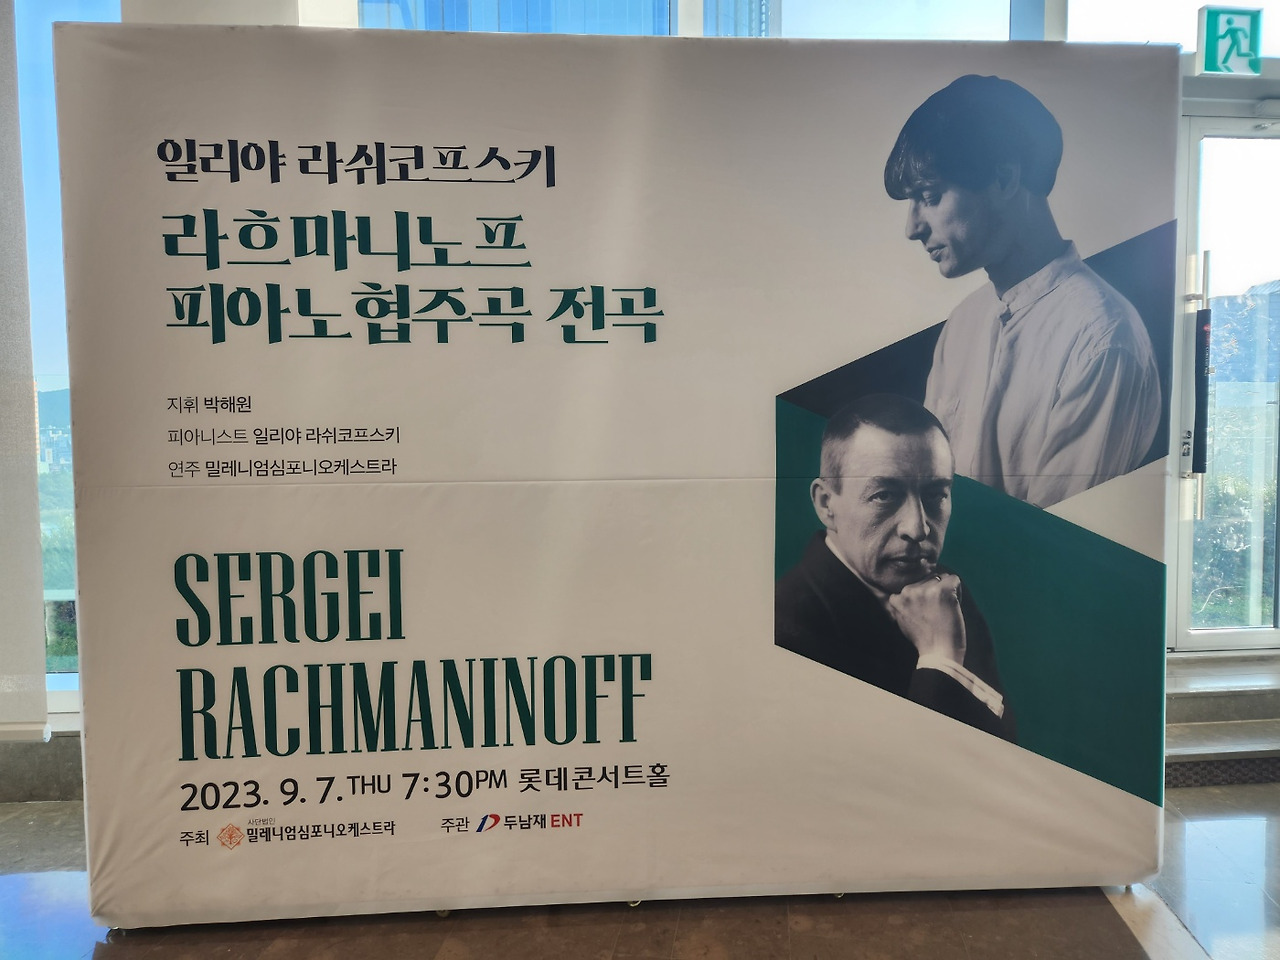 일리야 라쉬코프스키
라흐마니노프
피아노협주곡 전곡
지휘 박해원
피아니스트 일리야 라쉬코프스키
연주 밀레니엄심포니오케스트라
SERGEI
RACHMANINOFF
2023. 9. 7. THU 7:30PM 롯데콘서트홀
주최 사단법인 밀레니엄심포니오케스트라 주관 두남재 ENT